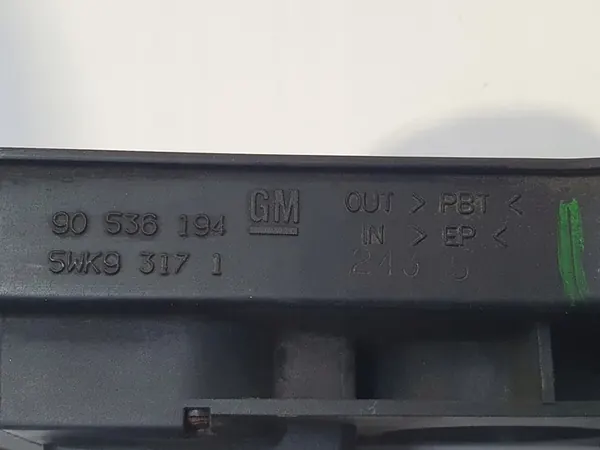 90 536 194
5WK9 317 1
GM
OUT > PBT <
IN > EP <